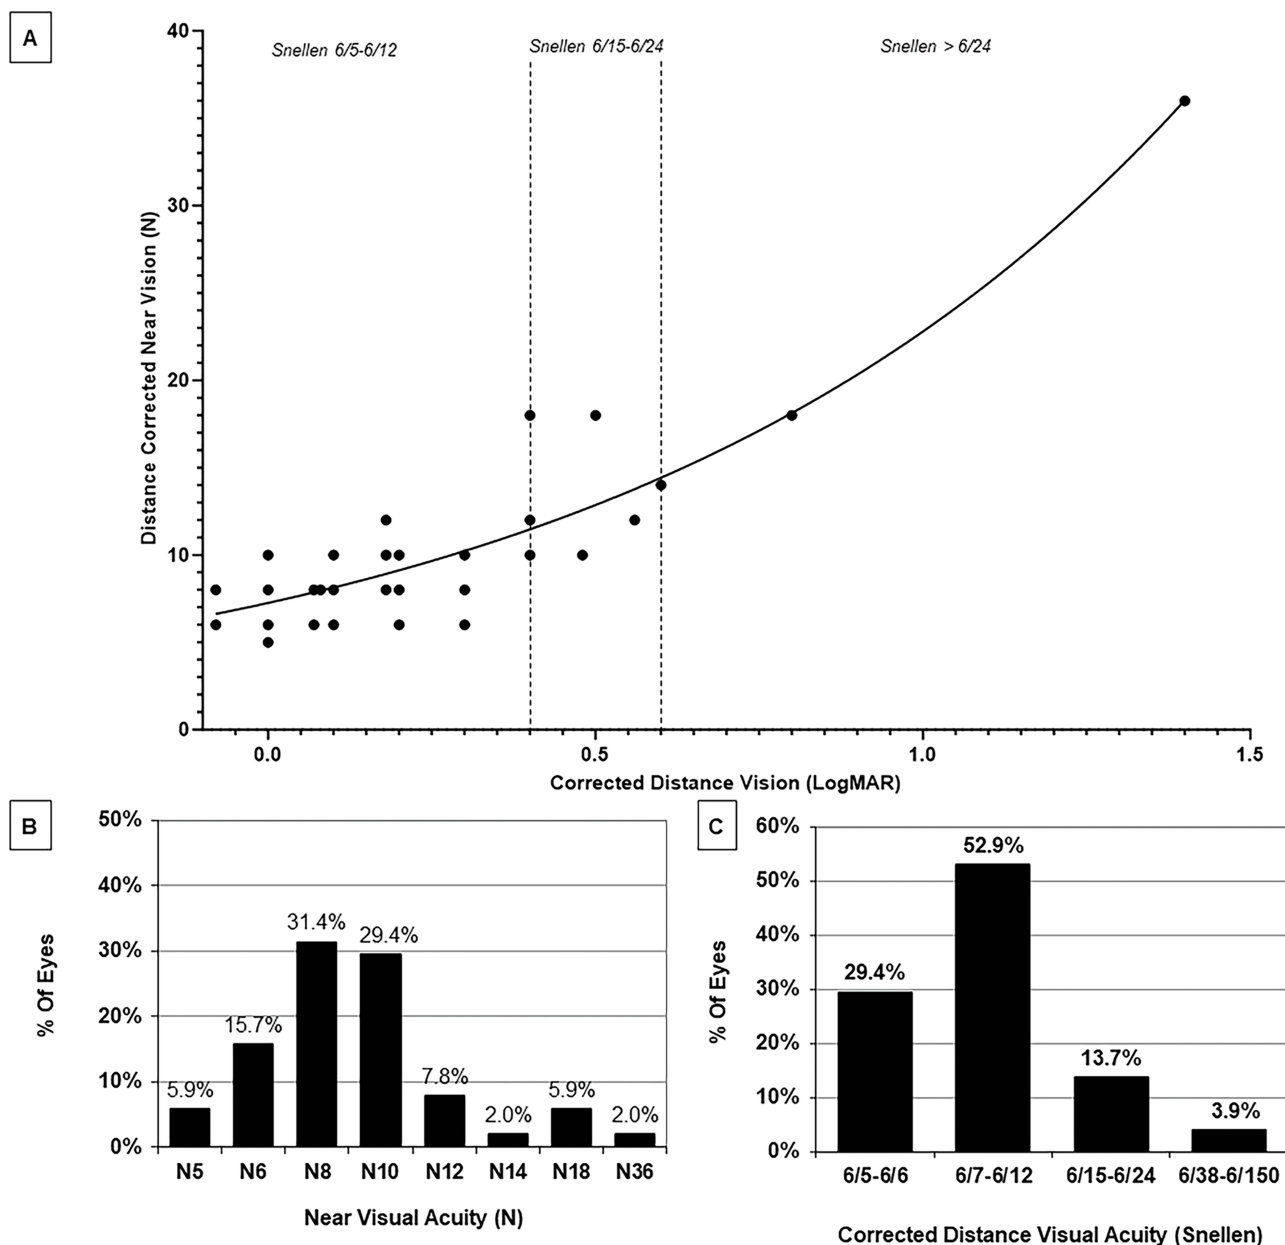 A
Snellen 6/5-6/12
Snellen 6/15-6/24
Snellen > 6/24
Distance Corrected Near Vision (N)
40
30
20
10
0
0.0 0.5 1.0 1.5
Corrected Distance Vision (LogMAR)
B
% Of Eyes
50%
40%
30%
20%
10%
0%
5.9%
15.7%
31.4%
29.4%
7.8%
2.0%
5.9%
2.0%
N5 N6 N8 N10 N12 N14 N18 N36
Near Visual Acuity (N)
C
% Of Eyes
60%
50%
40%
30%
20%
10%
0%
29.4%
52.9%
13.7%
3.9%
6/5-6/6 6/7-6/12 6/15-6/24 6/38-6/150
Corrected Distance Visual Acuity (Snellen)